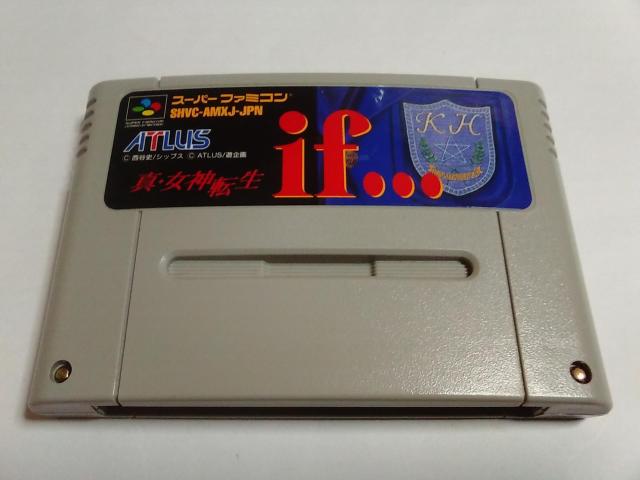 スーパーファミコン
SHVC-AMXJ-JPN
ATLUS
© 西谷史/シップス © ATLUS/遊企画
真・女神転生
if...
KH